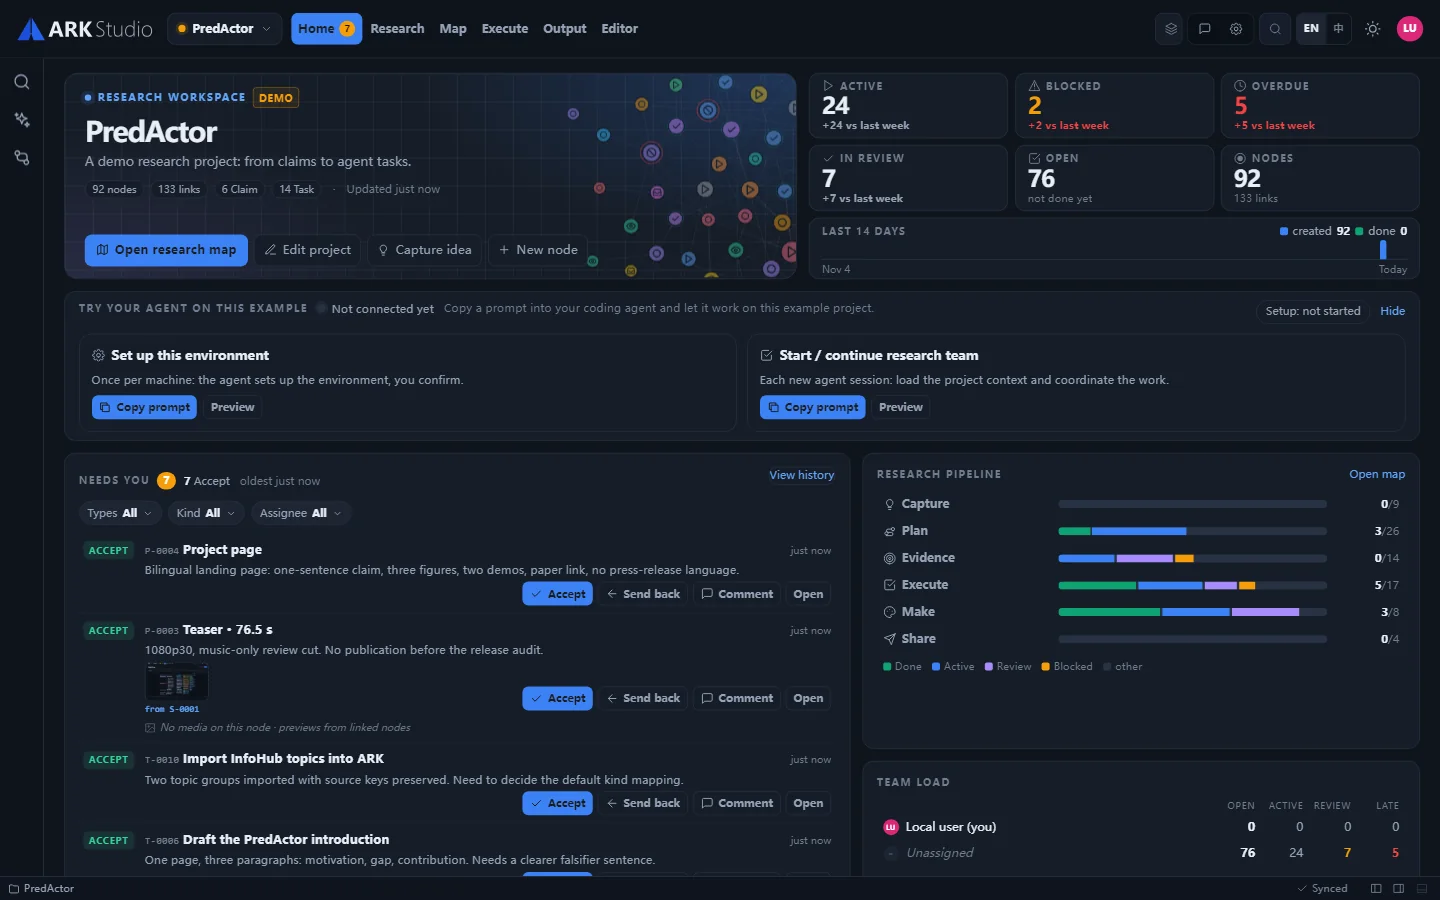 ARK Studio
PredActor
Home 7
Research
Map
Execute
Output
Editor
EN 中
LU
RESEARCH WORKSPACE DEMO
PredActor
A demo research project: from claims to agent tasks.
92 nodes 133 links 6 Claim 14 Task · Updated just now
Open research map Edit project Capture idea + New node
ACTIVE
24
+24 vs last week
BLOCKED
2
+2 vs last week
OVERDUE
5
+5 vs last week
IN REVIEW
7
+7 vs last week
OPEN
76
not done yet
NODES
92
133 links
LAST 14 DAYS created 92 done 0
Nov 4 Today
TRY YOUR AGENT ON THIS EXAMPLE Not connected yet Copy a prompt into your coding agent and let it work on this example project. Setup: not started Hide
Set up this environment
Once per machine: the agent sets up the environment, you confirm.
Copy prompt Preview
Start / continue research team
Each new agent session: load the project context and coordinate the work.
Copy prompt Preview
NEEDS YOU 7 7 Accept oldest just now View history
Types All Kind All Assignee All
ACCEPT P-0004 Project page just now
Bilingual landing page: one-sentence claim, three figures, two demos, paper link, no press-release language.
Accept Send back Comment Open
ACCEPT P-0003 Teaser • 76.5 s just now
1080p30, music-only review cut. No publication before the release audit.
from S-0001
Accept Send back Comment Open
No media on this node · previews from linked nodes
ACCEPT T-0010 Import InfoHub topics into ARK just now
Two topic groups imported with source keys preserved. Need to decide the default kind mapping.
Accept Send back Comment Open
ACCEPT T-0006 Draft the PredActor introduction just now
One page, three paragraphs: motivation, gap, contribution. Needs a clearer falsifier sentence.
RESEARCH PIPELINE Open map
Capture 0/9
Plan 3/26
Evidence 0/14
Execute 5/17
Make 3/8
Share 0/4
Done Active Review Blocked other
TEAM LOAD
OPEN ACTIVE REVIEW LATE
LU Local user (you) 0 0 0 0
- Unassigned 76 24 7 5
PredActor
Synced